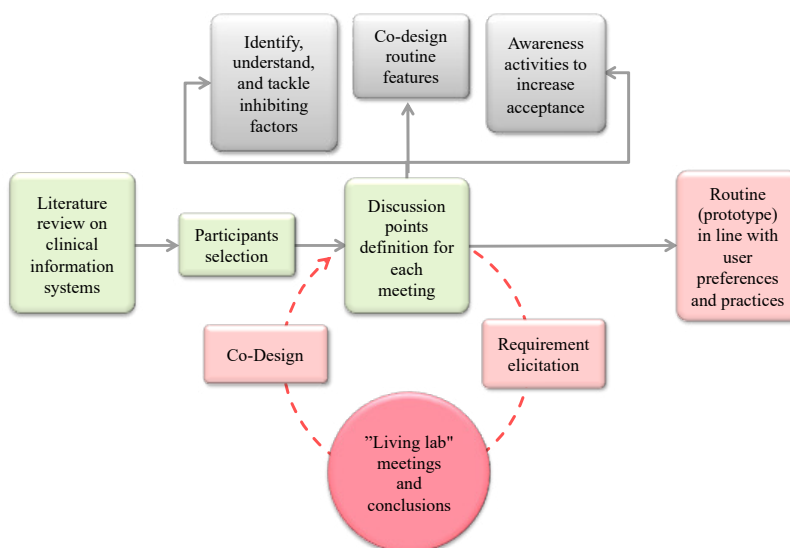 Identify,
understand,
and tackle
inhibiting
factors
Co-design
routine
features
Awareness
activities to
increase
acceptance
Literature
review on
clinical
information
systems
Participants
selection
Discussion
points
definition for
each
meeting
Routine
(prototype)
in line with
user
preferences
and practices
Co-Design
Requirement
elicitation
”Living lab"
meetings
and
conclusions